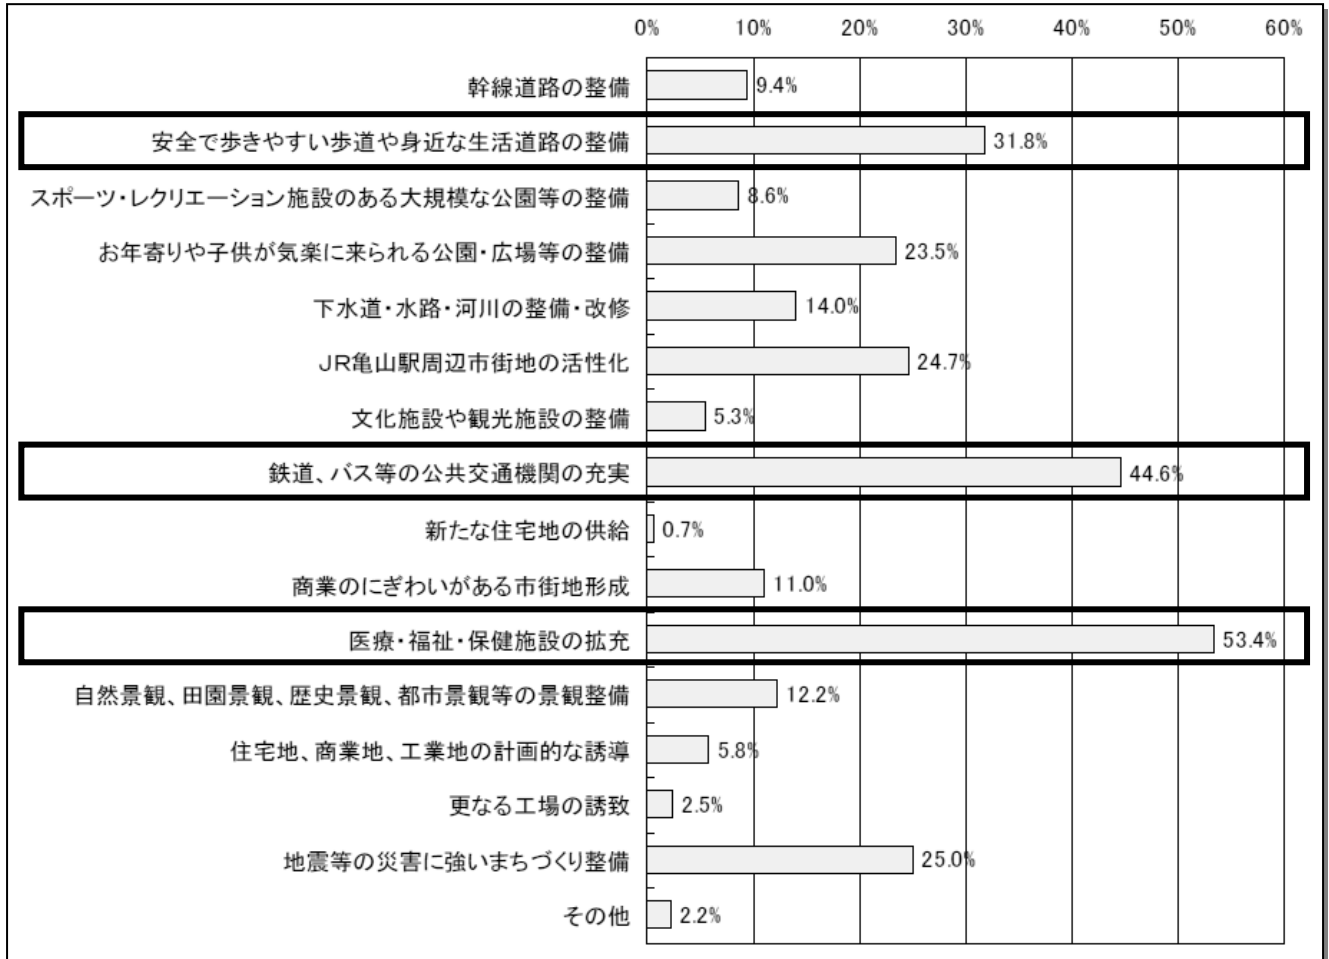 0% 10% 20% 30% 40% 50% 60%
幹線道路の整備 9.4%
安全で歩きやすい歩道や身近な生活道路の整備 31.8%
スポーツ・レクリエーション施設のある大規模な公園等の整備 8.6%
お年寄りや子供が気楽に来られる公園・広場等の整備 23.5%
下水道・水路・河川の整備・改修 14.0%
JR亀山駅周辺市街地の活性化 24.7%
文化施設や観光施設の整備 5.3%
鉄道、バス等の公共交通機関の充実 44.6%
新たな住宅地の供給 0.7%
商業のにぎわいがある市街地形成 11.0%
医療・福祉・保健施設の拡充 53.4%
自然景観、田園景観、歴史景観、都市景観等の景観整備 12.2%
住宅地、商業地、工業地の計画的な誘導 5.8%
更なる工場の誘致 2.5%
地震等の災害に強いまちづくり整備 25.0%
その他 2.2%